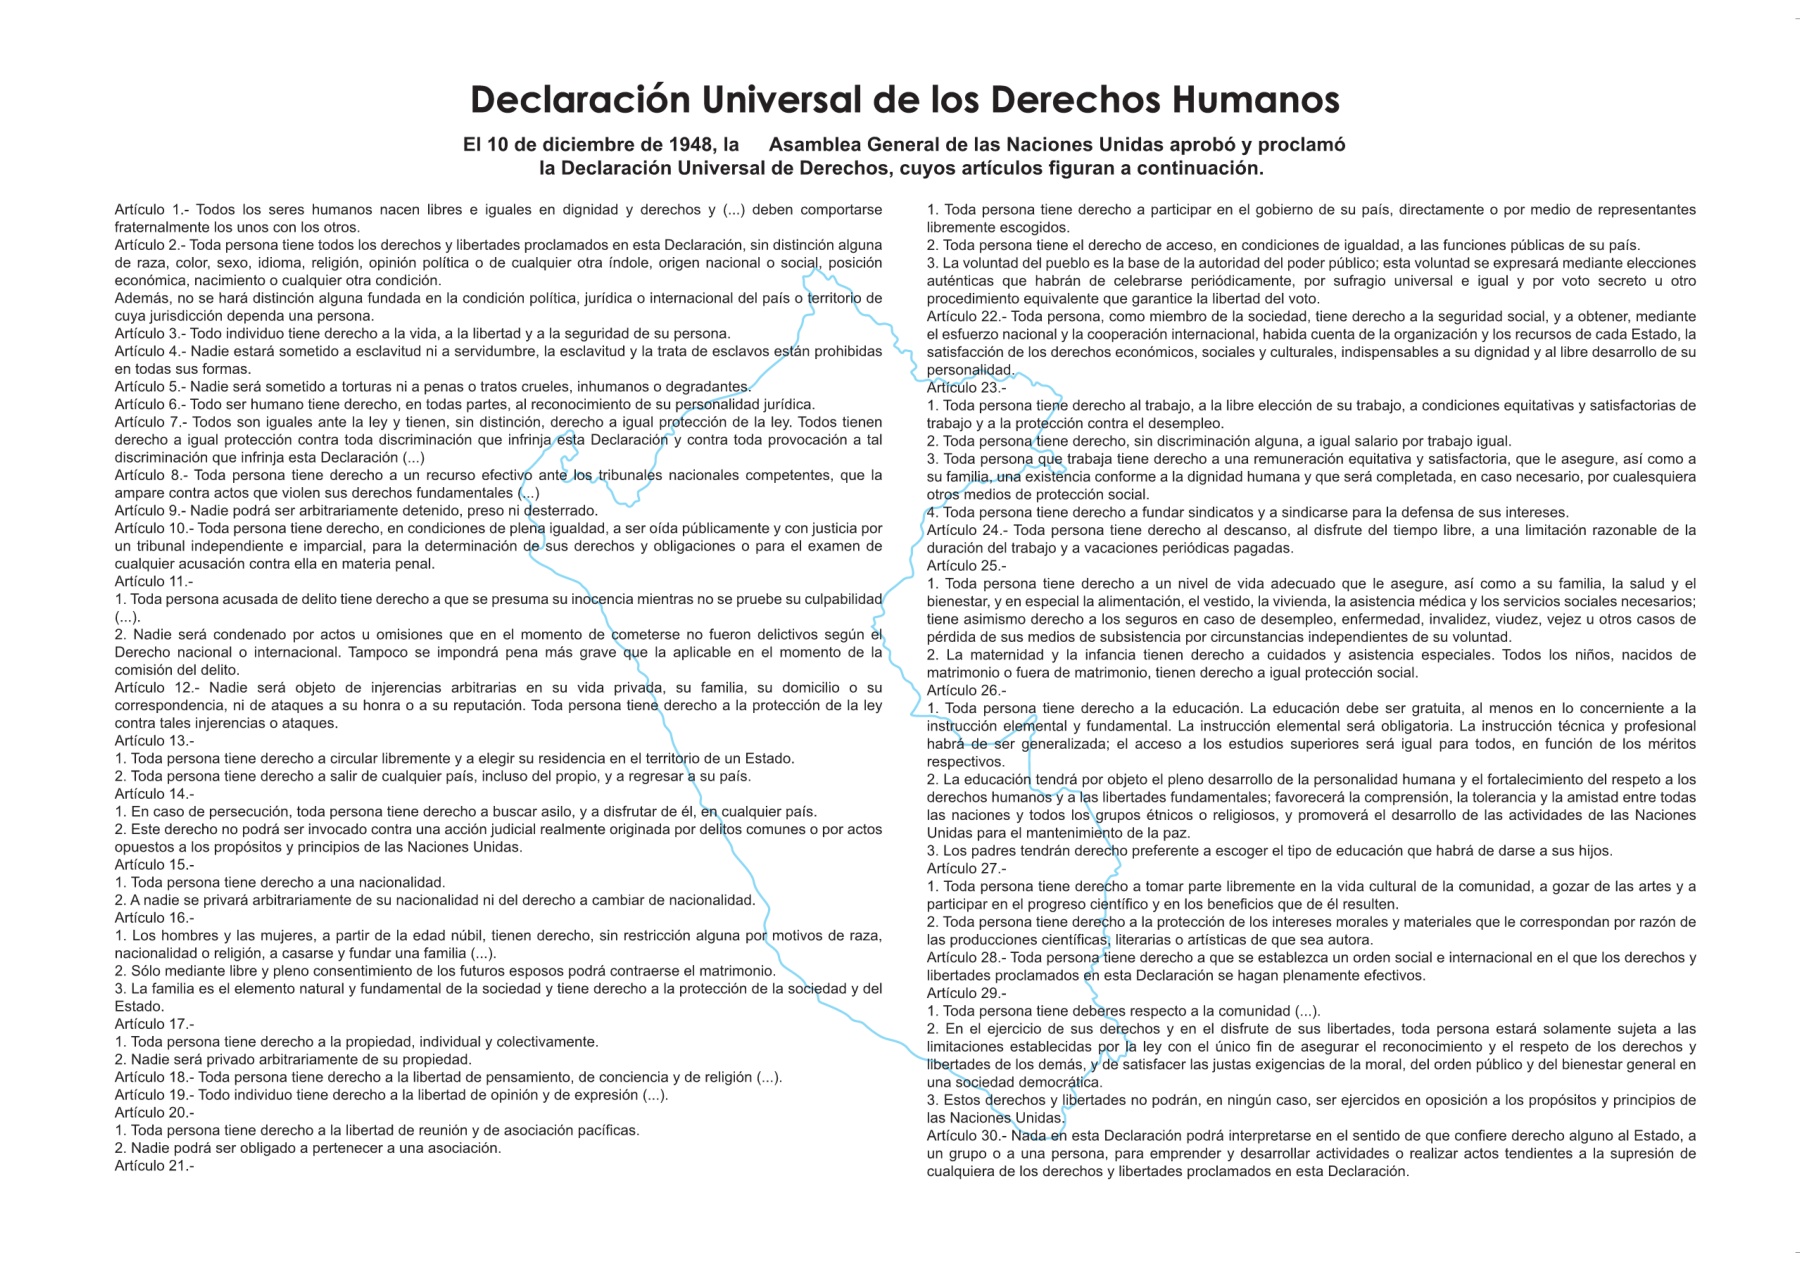 Declaración Universal de los Derechos Humanos
El 10 de diciembre de 1948, la Asamblea General de las Naciones Unidas aprobó y proclamó
la Declaración Universal de Derechos, cuyos artículos figuran a continuación.
Artículo 1.- Todos los seres humanos nacen libres e iguales en dignidad y derechos y (...) deben comportarse
fraternalmente los unos con los otros.
Artículo 2.- Toda persona tiene todos los derechos y libertades proclamados en esta Declaración, sin distinción alguna
de raza, color, sexo, idioma, religión, opinión política o de cualquier otra índole, origen nacional o social, posición
económica, nacimiento o cualquier otra condición.
Además, no se hará distinción alguna fundada en la condición política, jurídica o internacional del país o territorio de
cuya jurisdicción dependa una persona.
Artículo 3.- Todo individuo tiene derecho a la vida, a la libertad y a la seguridad de su persona.
Artículo 4.- Nadie estará sometido a esclavitud ni a servidumbre, la esclavitud y la trata de esclavos están prohibidas
en todas sus formas.
Artículo 5.- Nadie será sometido a torturas ni a penas o tratos crueles, inhumanos o degradantes.
Artículo 6.- Todo ser humano tiene derecho, en todas partes, al reconocimiento de su personalidad jurídica.
Artículo 7.- Todos son iguales ante la ley y tienen, sin distinción, derecho a igual protección de la ley. Todos tienen
derecho a igual protección contra toda discriminación que infrinja esta Declaración y contra toda provocación a tal
discriminación que infrinja esta Declaración (...)
Artículo 8.- Toda persona tiene derecho a un recurso efectivo ante los tribunales nacionales competentes, que la
ampare contra actos que violen sus derechos fundamentales (...)
Artículo 9.- Nadie podrá ser arbitrariamente detenido, preso ni desterrado.
Artículo 10.- Toda persona tiene derecho, en condiciones de plena igualdad, a ser oída públicamente y con justicia por
un tribunal independiente e imparcial, para la determinación de sus derechos y obligaciones o para el examen de
cualquier acusación contra ella en materia penal.
Artículo 11.-
1. Toda persona acusada de delito tiene derecho a que se presuma su inocencia mientras no se pruebe su culpabilidad
(...).
2. Nadie será condenado por actos u omisiones que en el momento de cometerse no fueron delictivos según el
Derecho nacional o internacional. Tampoco se impondrá pena más grave que la aplicable en el momento de la
comisión del delito.
Artículo 12.- Nadie será objeto de injerencias arbitrarias en su vida privada, su familia, su domicilio o su
correspondencia, ni de ataques a su honra o a su reputación. Toda persona tiene derecho a la protección de la ley
contra tales injerencias o ataques.
Artículo 13.-
1. Toda persona tiene derecho a circular libremente y a elegir su residencia en el territorio de un Estado.
2. Toda persona tiene derecho a salir de cualquier país, incluso del propio, y a regresar a su país.
Artículo 14.-
1. En caso de persecución, toda persona tiene derecho a buscar asilo, y a disfrutar de él, en cualquier país.
2. Este derecho no podrá ser invocado contra una acción judicial realmente originada por delitos comunes o por actos
opuestos a los propósitos y principios de las Naciones Unidas.
Artículo 15.-
1. Toda persona tiene derecho a una nacionalidad.
2. A nadie se privará arbitrariamente de su nacionalidad ni del derecho a cambiar de nacionalidad.
Artículo 16.-
1. Los hombres y las mujeres, a partir de la edad núbil, tienen derecho, sin restricción alguna por motivos de raza,
nacionalidad o religión, a casarse y fundar una familia (...).
2. Sólo mediante libre y pleno consentimiento de los futuros esposos podrá contraerse el matrimonio.
3. La familia es el elemento natural y fundamental de la sociedad y tiene derecho a la protección de la sociedad y del
Estado.
Artículo 17.-
1. Toda persona tiene derecho a la propiedad, individual y colectivamente.
2. Nadie será privado arbitrariamente de su propiedad.
Artículo 18.- Toda persona tiene derecho a la libertad de pensamiento, de conciencia y de religión (...).
Artículo 19.- Todo individuo tiene derecho a la libertad de opinión y de expresión (...).
Artículo 20.-
1. Toda persona tiene derecho a la libertad de reunión y de asociación pacíficas.
2. Nadie podrá ser obligado a pertenecer a una asociación.
Artículo 21.-
1. Toda persona tiene derecho a participar en el gobierno de su país, directamente o por medio de representantes
libremente escogidos.
2. Toda persona tiene el derecho de acceso, en condiciones de igualdad, a las funciones públicas de su país.
3. La voluntad del pueblo es la base de la autoridad del poder público; esta voluntad se expresará mediante elecciones
auténticas que habrán de celebrarse periódicamente, por sufragio universal e igual y por voto secreto u otro
procedimiento equivalente que garantice la libertad del voto.
Artículo 22.- Toda persona, como miembro de la sociedad, tiene derecho a la seguridad social, y a obtener, mediante
el esfuerzo nacional y la cooperación internacional, habida cuenta de la organización y los recursos de cada Estado, la
satisfacción de los derechos económicos, sociales y culturales, indispensables a su dignidad y al libre desarrollo de su
personalidad.
Artículo 23.-
1. Toda persona tiene derecho al trabajo, a la libre elección de su trabajo, a condiciones equitativas y satisfactorias de
trabajo y a la protección contra el desempleo.
2. Toda persona tiene derecho, sin discriminación alguna, a igual salario por trabajo igual.
3. Toda persona que trabaja tiene derecho a una remuneración equitativa y satisfactoria, que le asegure, así como a
su familia, una existencia conforme a la dignidad humana y que será completada, en caso necesario, por cualesquiera
otros medios de protección social.
4. Toda persona tiene derecho a fundar sindicatos y a sindicarse para la defensa de sus intereses.
Artículo 24.- Toda persona tiene derecho al descanso, al disfrute del tiempo libre, a una limitación razonable de la
duración del trabajo y a vacaciones periódicas pagadas.
Artículo 25.-
1. Toda persona tiene derecho a un nivel de vida adecuado que le asegure, así como a su familia, la salud y el
bienestar, y en especial la alimentación, el vestido, la vivienda, la asistencia médica y los servicios sociales necesarios;
tiene asimismo derecho a los seguros en caso de desempleo, enfermedad, invalidez, viudez, vejez u otros casos de
pérdida de sus medios de subsistencia por circunstancias independientes de su voluntad.
2. La maternidad y la infancia tienen derecho a cuidados y asistencia especiales. Todos los niños, nacidos de
matrimonio o fuera de matrimonio, tienen derecho a igual protección social.
Artículo 26.-
1. Toda persona tiene derecho a la educación. La educación debe ser gratuita, al menos en lo concerniente a la
instrucción elemental y fundamental. La instrucción elemental será obligatoria. La instrucción técnica y profesional
habrá de ser generalizada; el acceso a los estudios superiores será igual para todos, en función de los méritos
respectivos.
2. La educación tendrá por objeto el pleno desarrollo de la personalidad humana y el fortalecimiento del respeto a los
derechos humanos y a las libertades fundamentales; favorecerá la comprensión, la tolerancia y la amistad entre todas
las naciones y todos los grupos étnicos o religiosos, y promoverá el desarrollo de las actividades de las Naciones
Unidas para el mantenimiento de la paz.
3. Los padres tendrán derecho preferente a escoger el tipo de educación que habrá de darse a sus hijos.
Artículo 27.-
1. Toda persona tiene derecho a tomar parte libremente en la vida cultural de la comunidad, a gozar de las artes y a
participar en el progreso científico y en los beneficios que de él resulten.
2. Toda persona tiene derecho a la protección de los intereses morales y materiales que le correspondan por razón de
las producciones científicas, literarias o artísticas de que sea autora.
Artículo 28.- Toda persona tiene derecho a que se establezca un orden social e internacional en el que los derechos y
libertades proclamados en esta Declaración se hagan plenamente efectivos.
Artículo 29.-
1. Toda persona tiene deberes respecto a la comunidad (...).
2. En el ejercicio de sus derechos y en el disfrute de sus libertades, toda persona estará solamente sujeta a las
limitaciones establecidas por la ley con el único fin de asegurar el reconocimiento y el respeto de los derechos y
libertades de los demás, y de satisfacer las justas exigencias de la moral, del orden público y del bienestar general en
una sociedad democrática.
3. Estos derechos y libertades no podrán, en ningún caso, ser ejercidos en oposición a los propósitos y principios de
las Naciones Unidas.
Artículo 30.- Nada en esta Declaración podrá interpretarse en el sentido de que confiere derecho alguno al Estado, a
un grupo o a una persona, para emprender y desarrollar actividades o realizar actos tendientes a la supresión de
cualquiera de los derechos y libertades proclamados en esta Declaración.